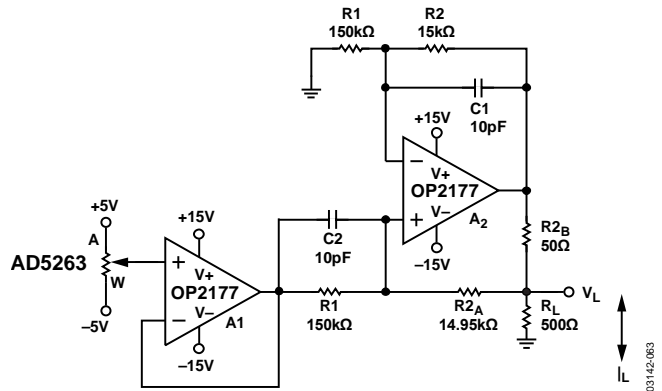 R1
150kΩ
R2
15kΩ
C1
10pF
+15V
−
V+
OP2177
V−
+
A2
−15V
R2B
50Ω
+5V
A
AD5263
W
−5V
+15V
+
V+
OP2177
−
V−
A1
−15V
C2
10pF
R1
150kΩ
R2A
14.95kΩ
VL
RL
500Ω
IL
03142-063